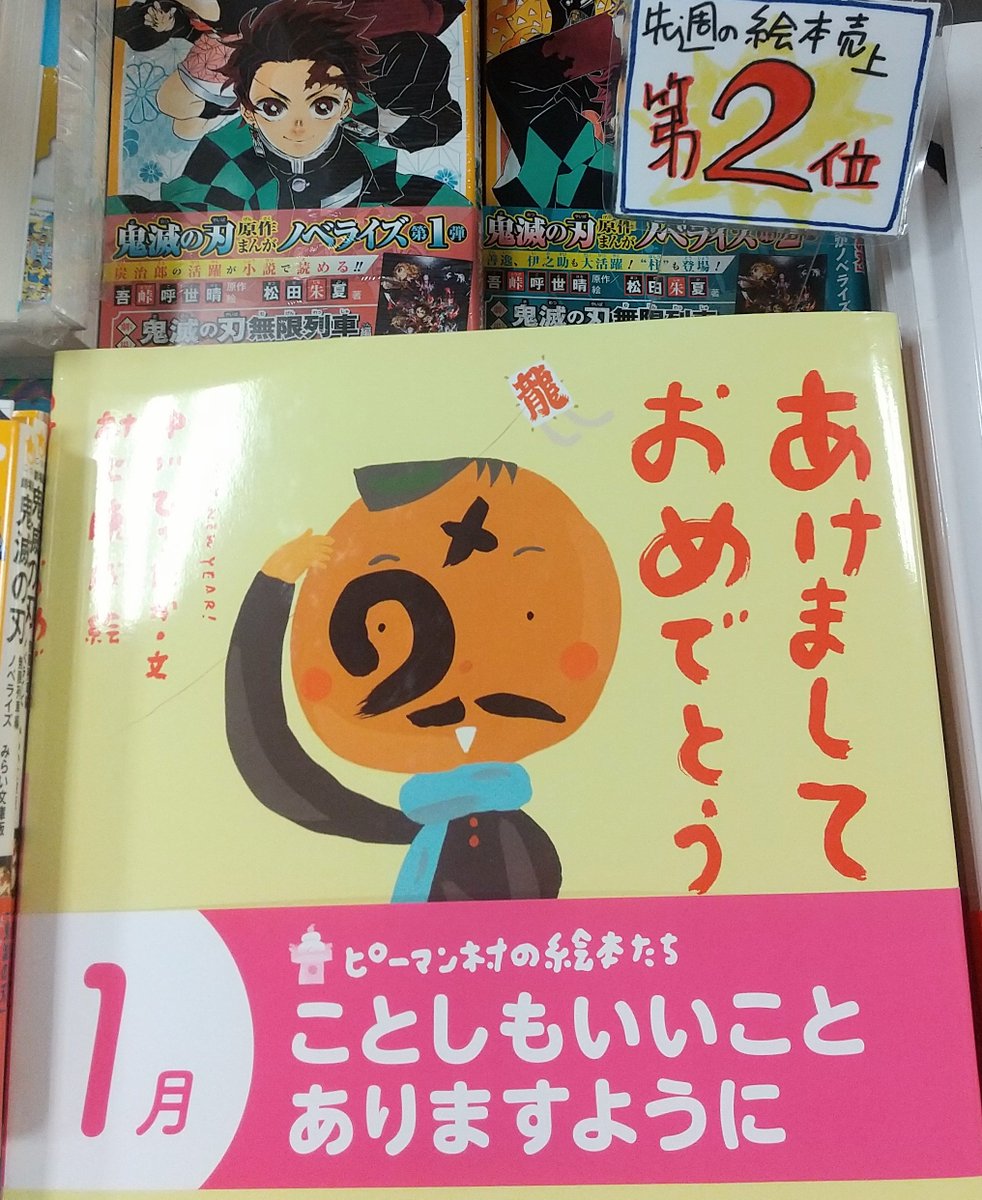 先週の絵本売上
第2位
鬼滅の刃 原作まんが ノベライズ 第1弾
炭治郎の活躍が小説で読める!!
吾峠呼世晴 原作 絵 松田朱夏 著
鬼滅の刃 無限列車
鬼滅の刃 原作まんが ノベライズ
善逸、伊之助も大活躍!"柱"も登場!
吾峠呼世晴 原作 絵 松田朱夏 著
鬼滅の刃 無限列車
あけまして
おめでとう
龍
NEW YEAR!
文
絵
鬼滅の刃
ノベライズ みらい文庫版
1月
ピーマン村の絵本たち
ことしもいいこと
ありますように